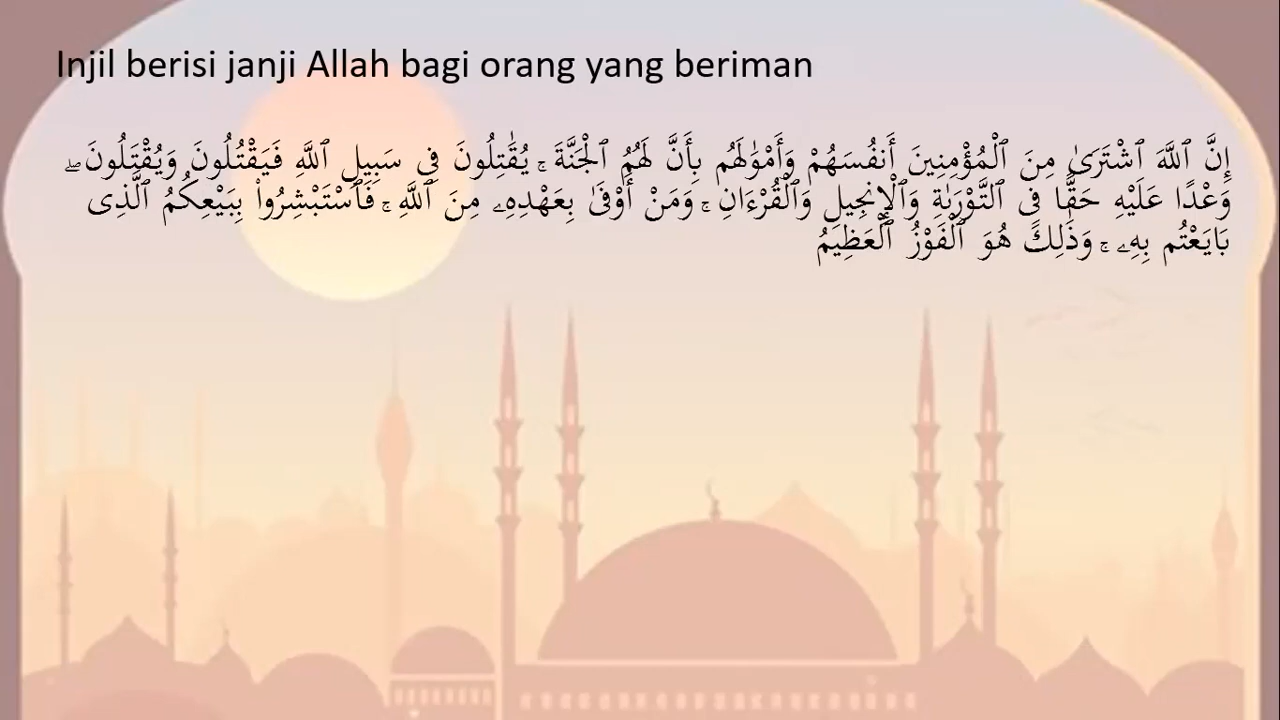 Injil berisi janji Allah bagi orang yang beriman
إِنَّ ٱللَّهَ ٱشْتَرَىٰ مِنَ ٱلْمُؤْمِنِينَ أَنفُسَهُمْ وَأَمْوَٰلَهُم بِأَنَّ لَهُمُ ٱلْجَنَّةَ ۚ يُقَٰتِلُونَ فِى سَبِيلِ ٱللَّهِ فَيَقْتُلُونَ وَيُقْتَلُونَ ۖ
وَعْدًا عَلَيْهِ حَقًّا فِى ٱلتَّوْرَىٰةِ وَٱلْإِنجِيلِ وَٱلْقُرْءَانِ ۚ وَمَنْ أَوْفَىٰ بِعَهْدِهِۦ مِنَ ٱللَّهِ ۚ فَٱسْتَبْشِرُوا۟ بِبَيْعِكُمُ ٱلَّذِى
بَايَعْتُم بِهِۦ ۚ وَذَٰلِكَ هُوَ ٱلْفَوْزُ ٱلْعَظِيمُ